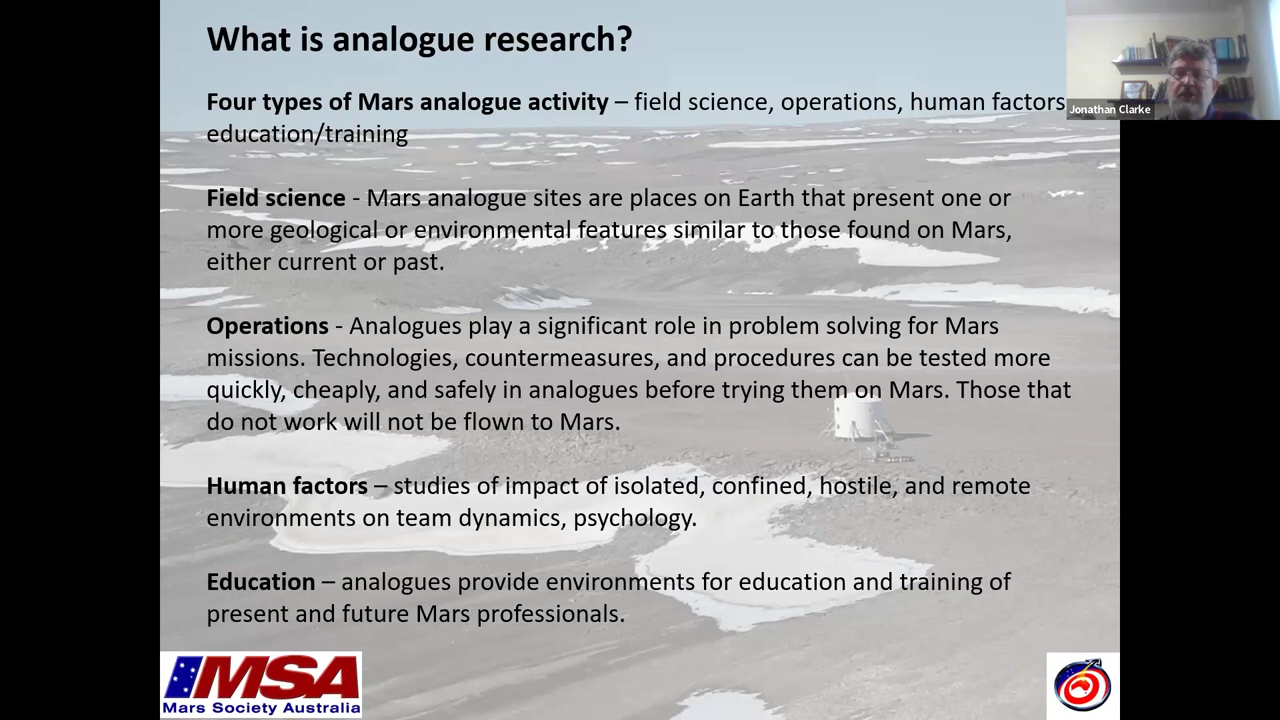 What is analogue research?
Four types of Mars analogue activity – field science, operations, human factors
education/training
Field science - Mars analogue sites are places on Earth that present one or
more geological or environmental features similar to those found on Mars,
either current or past.
Operations - Analogues play a significant role in problem solving for Mars
missions. Technologies, countermeasures, and procedures can be tested more
quickly, cheaply, and safely in analogues before trying them on Mars. Those that
do not work will not be flown to Mars.
Human factors – studies of impact of isolated, confined, hostile, and remote
environments on team dynamics, psychology.
Education – analogues provide environments for education and training of
present and future Mars professionals.
Jonathan Clarke
MSA
Mars Society Australia